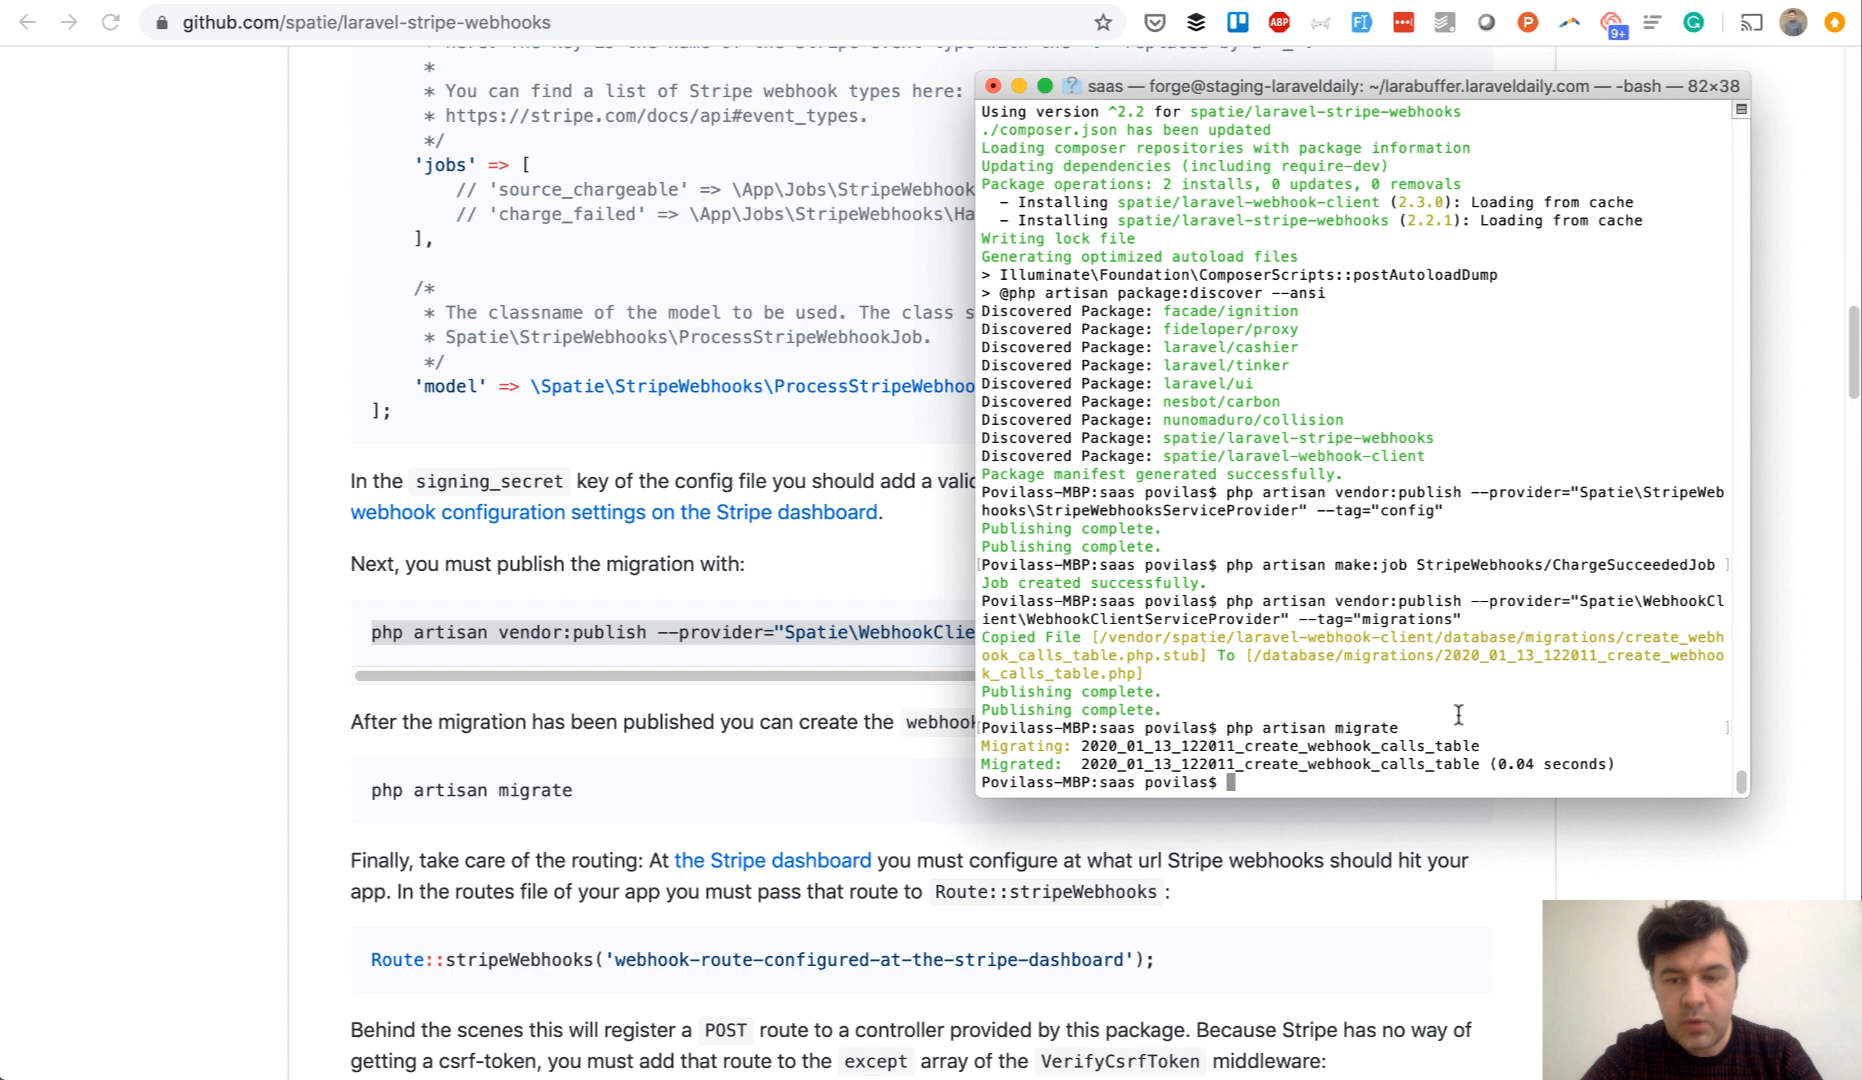 github.com/spatie/laravel-stripe-webhooks
ABP
9+
*
* You can find a list of Stripe webhook types here:
* https://stripe.com/docs/api#event_types.
*/
'jobs' => [
// 'source_chargeable' => \App\Jobs\StripeWebhook
// 'charge_failed' => \App\Jobs\StripeWebhooks\Ha
],
/*
* The classname of the model to be used. The class s
* Spatie\StripeWebhooks\ProcessStripeWebhookJob.
*/
'model' => \Spatie\StripeWebhooks\ProcessStripeWebhoo
];
In the signing_secret key of the config file you should add a valid
webhook configuration settings on the Stripe dashboard.
Next, you must publish the migration with:
php artisan vendor:publish --provider="Spatie\WebhookClie
After the migration has been published you can create the webhook
php artisan migrate
Finally, take care of the routing: At the Stripe dashboard you must configure at what url Stripe webhooks should hit your
app. In the routes file of your app you must pass that route to Route::stripeWebhooks :
Route::stripeWebhooks('webhook-route-configured-at-the-stripe-dashboard');
Behind the scenes this will register a POST route to a controller provided by this package. Because Stripe has no way of
getting a csrf-token, you must add that route to the except array of the VerifyCsrfToken middleware:
saas — forge@staging-laraveldaily: ~/larabuffer.laraveldaily.com — -bash — 82×38
Using version ^2.2 for spatie/laravel-stripe-webhooks
./composer.json has been updated
Loading composer repositories with package information
Updating dependencies (including require-dev)
Package operations: 2 installs, 0 updates, 0 removals
- Installing spatie/laravel-webhook-client (2.3.0): Loading from cache
- Installing spatie/laravel-stripe-webhooks (2.2.1): Loading from cache
Writing lock file
Generating optimized autoload files
> Illuminate\Foundation\ComposerScripts::postAutoloadDump
> @php artisan package:discover --ansi
Discovered Package: facade/ignition
Discovered Package: fideloper/proxy
Discovered Package: laravel/cashier
Discovered Package: laravel/tinker
Discovered Package: laravel/ui
Discovered Package: nesbot/carbon
Discovered Package: nunomaduro/collision
Discovered Package: spatie/laravel-stripe-webhooks
Discovered Package: spatie/laravel-webhook-client
Package manifest generated successfully.
Povilass-MBP:saas povilas$ php artisan vendor:publish --provider="Spatie\StripeWeb
hooks\StripeWebhooksServiceProvider" --tag="config"
Publishing complete.
Publishing complete.
[Povilass-MBP:saas povilas$ php artisan make:job StripeWebhooks/ChargeSucceededJob ]
Job created successfully.
Povilass-MBP:saas povilas$ php artisan vendor:publish --provider="Spatie\WebhookCl
ient\WebhookClientServiceProvider" --tag="migrations"
Copied File [/vendor/spatie/laravel-webhook-client/database/migrations/create_webh
ook_calls_table.php.stub] To [/database/migrations/2020_01_13_122011_create_webhoo
k_calls_table.php]
Publishing complete.
Publishing complete.
[Povilass-MBP:saas povilas$ php artisan migrate ]
Migrating: 2020_01_13_122011_create_webhook_calls_table
Migrated: 2020_01_13_122011_create_webhook_calls_table (0.04 seconds)
Povilass-MBP:saas povilas$